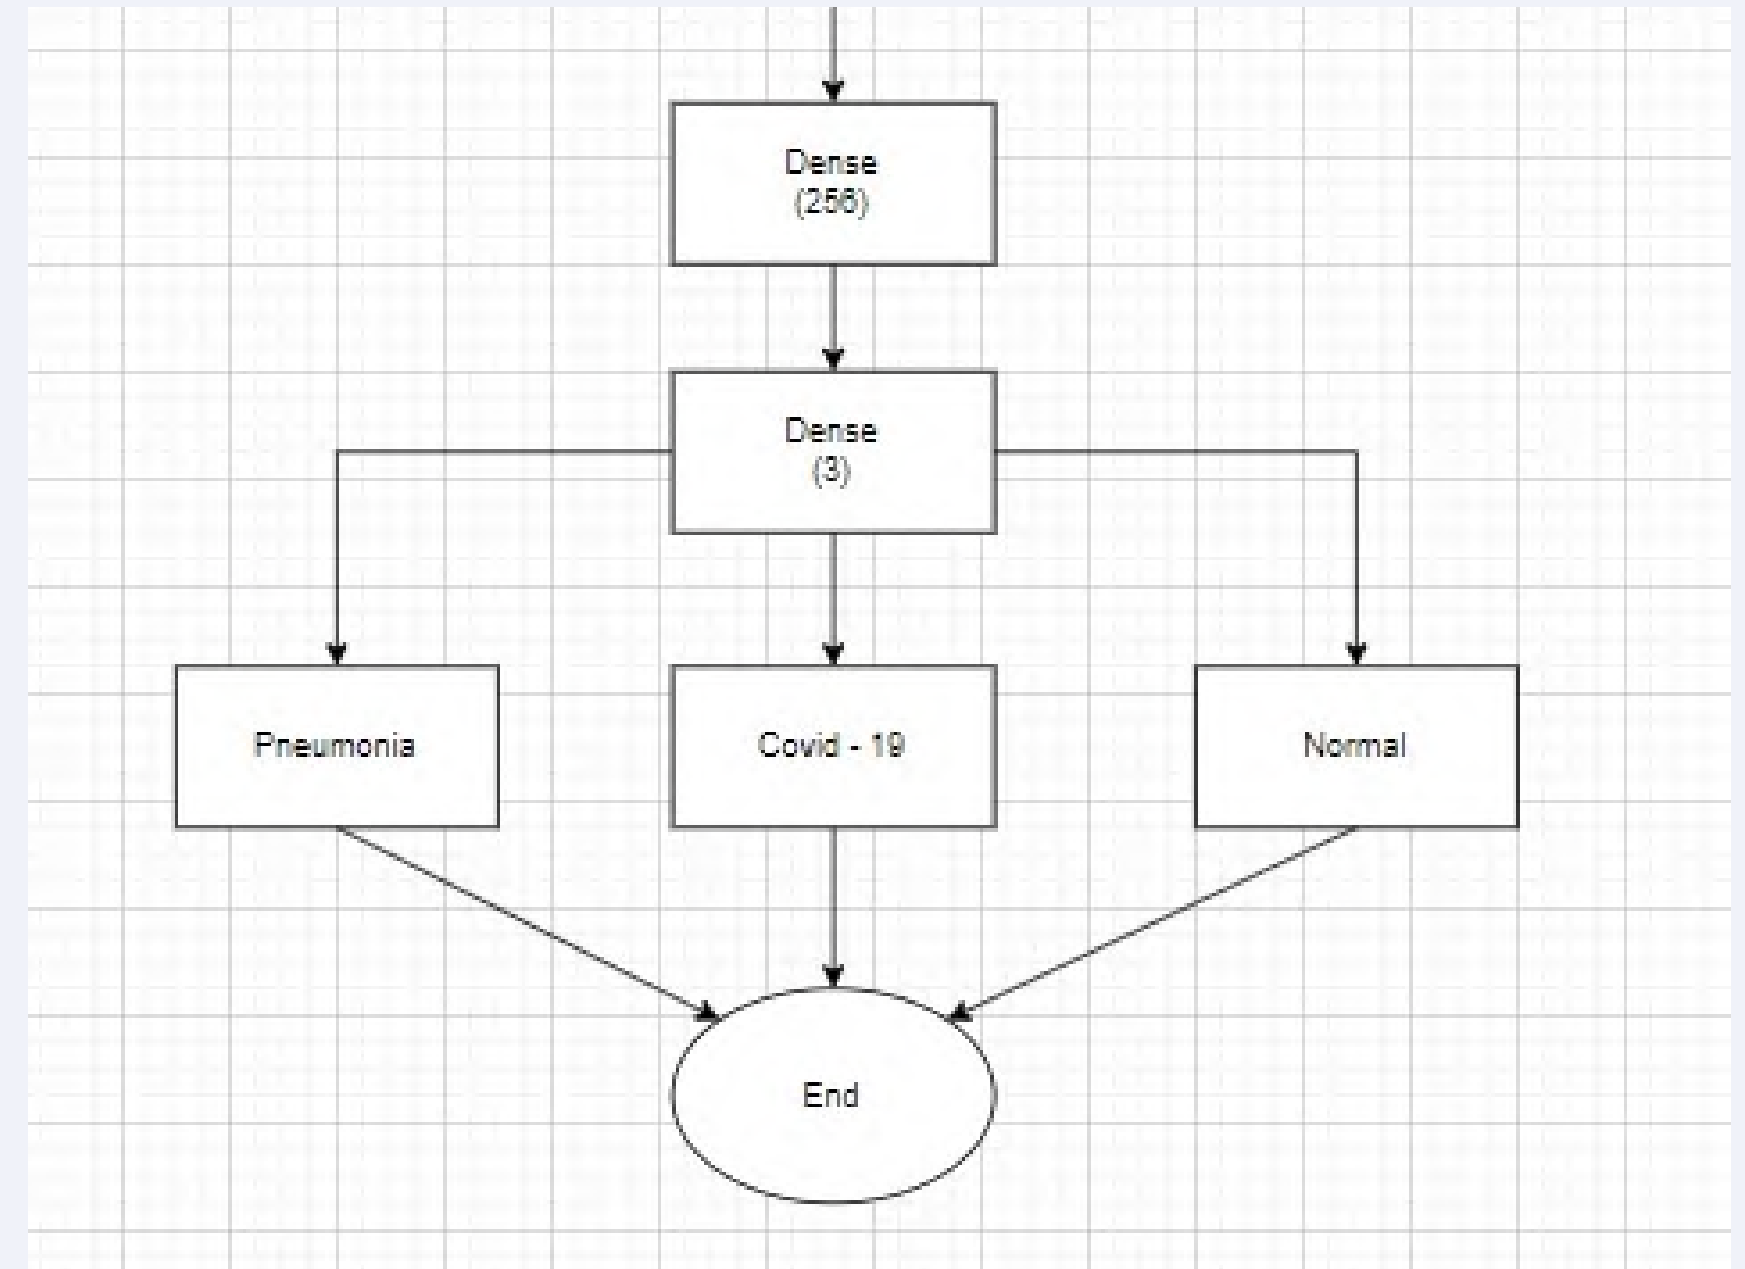 Dense
(256)
Dense
(3)
Pneumonia
Covid - 19
Normal
End